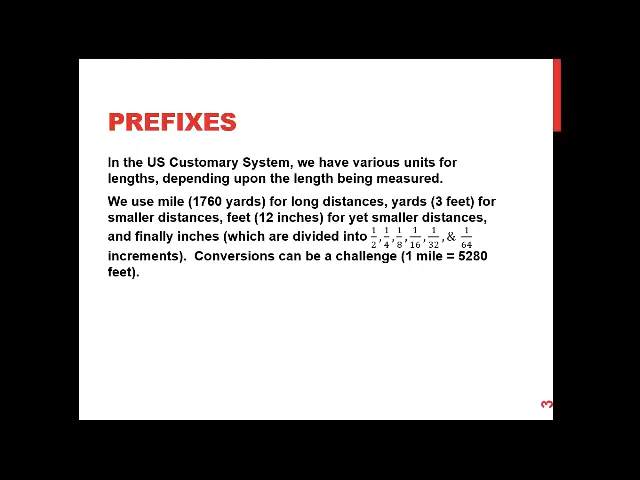 PREFIXES
In the US Customary System, we have various units for
lengths, depending upon the length being measured.
We use mile (1760 yards) for long distances, yards (3 feet) for
smaller distances, feet (12 inches) for yet smaller distances,
and finally inches (which are divided into 1/2, 1/4, 1/8, 1/16, 1/32, & 1/64
increments).  Conversions can be a challenge (1 mile = 5280
feet).
3